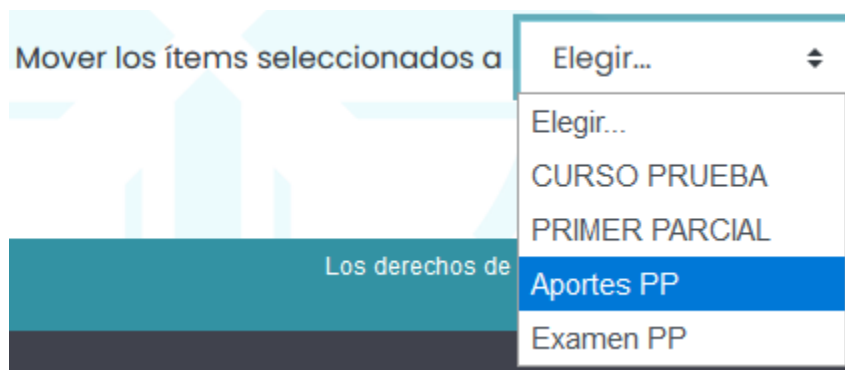 Mover los ítems seleccionados a Elegir...
Elegir...
CURSO PRUEBA
PRIMER PARCIAL
Aportes PP
Examen PP
Los derechos de